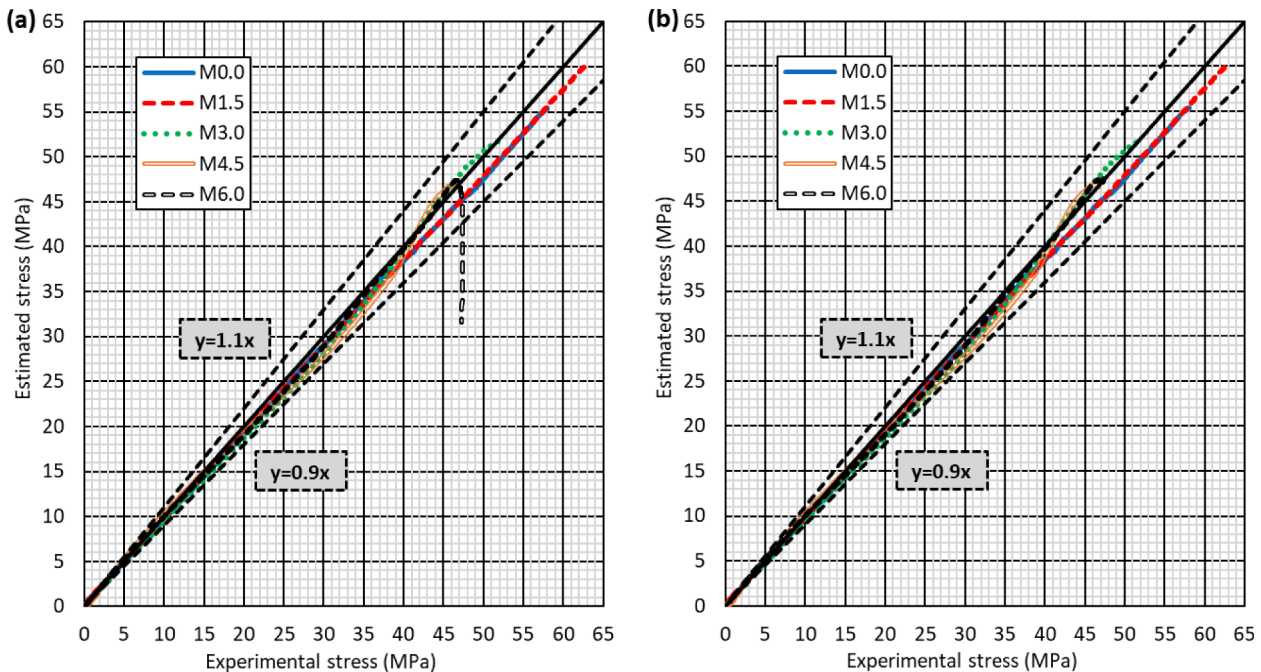 (a)
Estimated stress (MPa)
65
60
55
50
45
40
35
30
25
20
15
10
5
0
M0.0
M1.5
M3.0
M4.5
M6.0
y=1.1x
y=0.9x
0 5 10 15 20 25 30 35 40 45 50 55 60 65
Experimental stress (MPa)
(b)
Estimated stress (MPa)
65
60
55
50
45
40
35
30
25
20
15
10
5
0
M0.0
M1.5
M3.0
M4.5
M6.0
y=1.1x
y=0.9x
0 5 10 15 20 25 30 35 40 45 50 55 60 65
Experimental stress (MPa)